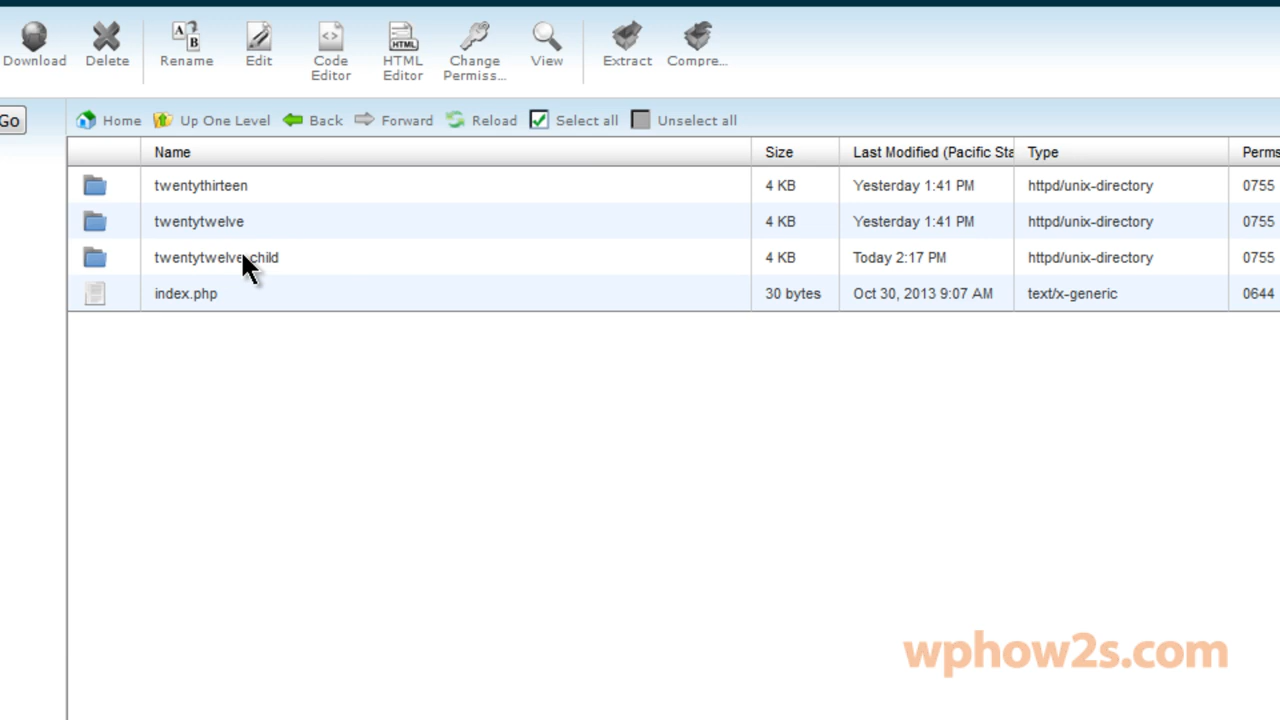 Download Delete Rename Edit Code Editor HTML Editor Change Permiss... View Extract Compre...
Go Home Up One Level Back Forward Reload Select all Unselect all
Name Size Last Modified (Pacific Sta Type Perms
twentythirteen 4 KB Yesterday 1:41 PM httpd/unix-directory 0755
twentytwelve 4 KB Yesterday 1:41 PM httpd/unix-directory 0755
twentytwelve-child 4 KB Today 2:17 PM httpd/unix-directory 0755
index.php 30 bytes Oct 30, 2013 9:07 AM text/x-generic 0644
wphow2s.com